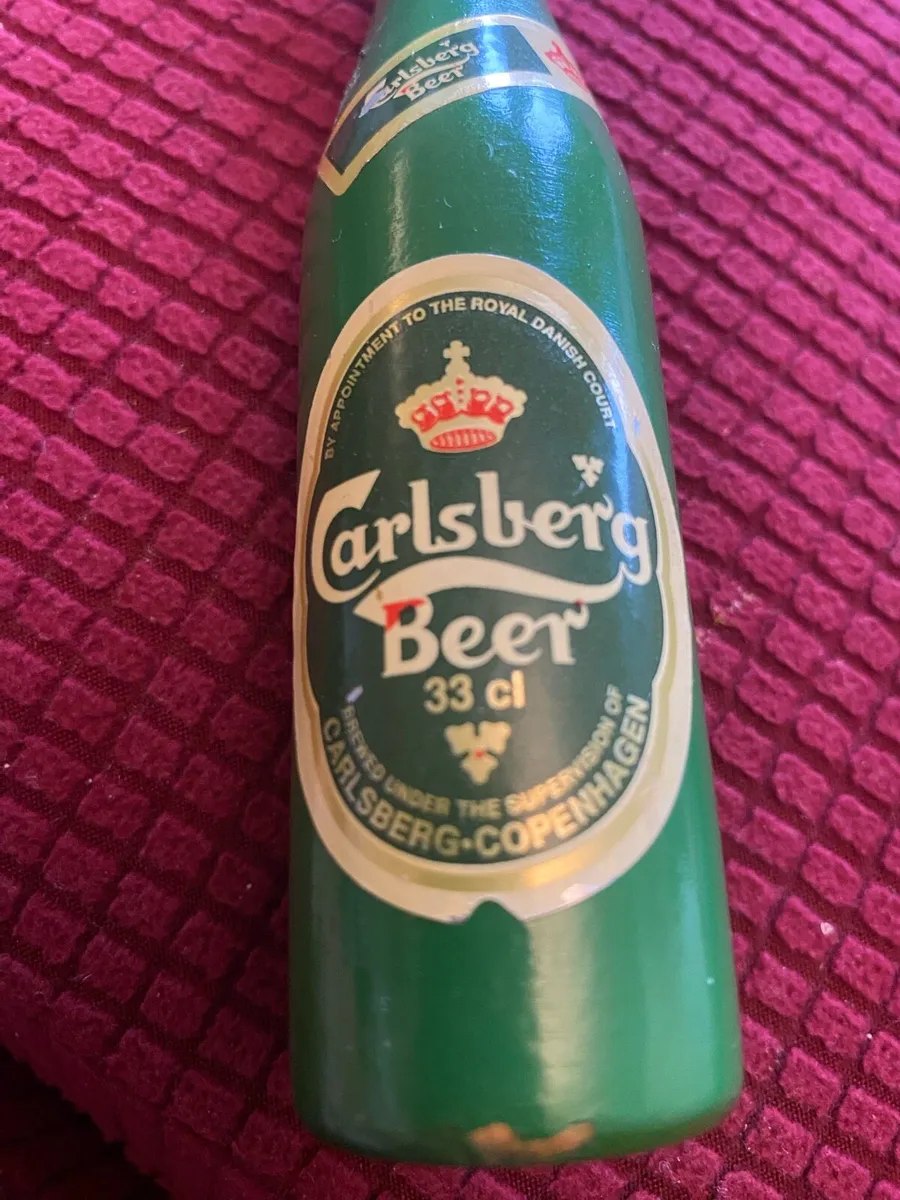 Carlsberg
Beer
BY APPOINTMENT TO THE ROYAL DANISH COURT
Carlsberg
Beer
33 cl
BREWED UNDER THE SUPERVISION OF
CARLSBERG·COPENHAGEN